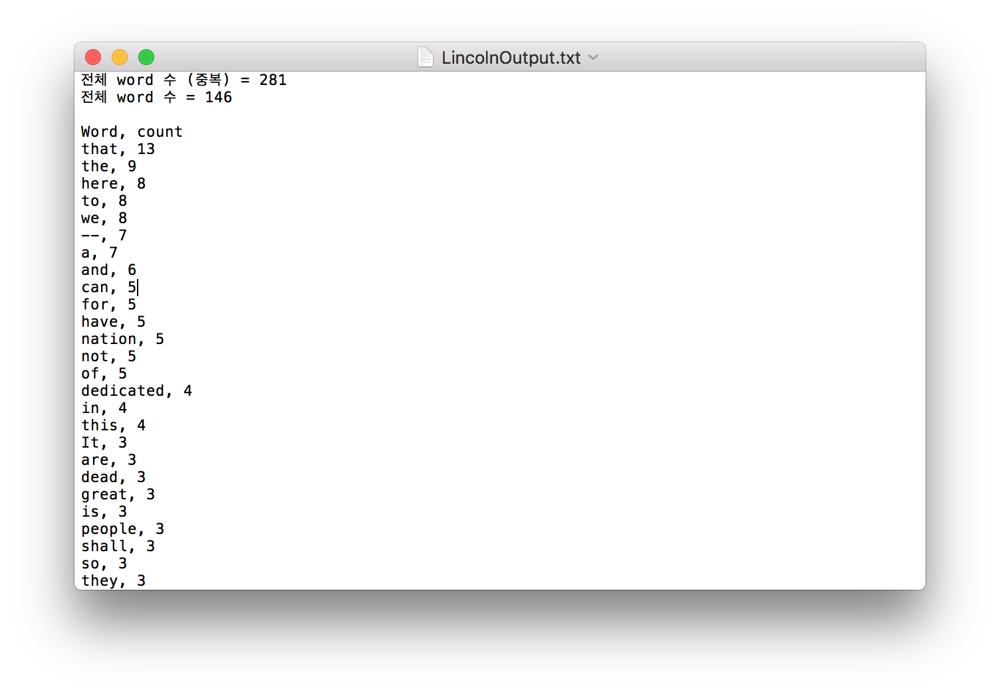 LincolnOutput.txt
전체 word 수 (중복) = 281
전체 word 수 = 146

Word, count
that, 13
the, 9
here, 8
to, 8
we, 8
--, 7
a, 7
and, 6
can, 5
for, 5
have, 5
nation, 5
not, 5
of, 5
dedicated, 4
in, 4
this, 4
It, 3
are, 3
dead, 3
great, 3
is, 3
people, 3
shall, 3
so, 3
they, 3